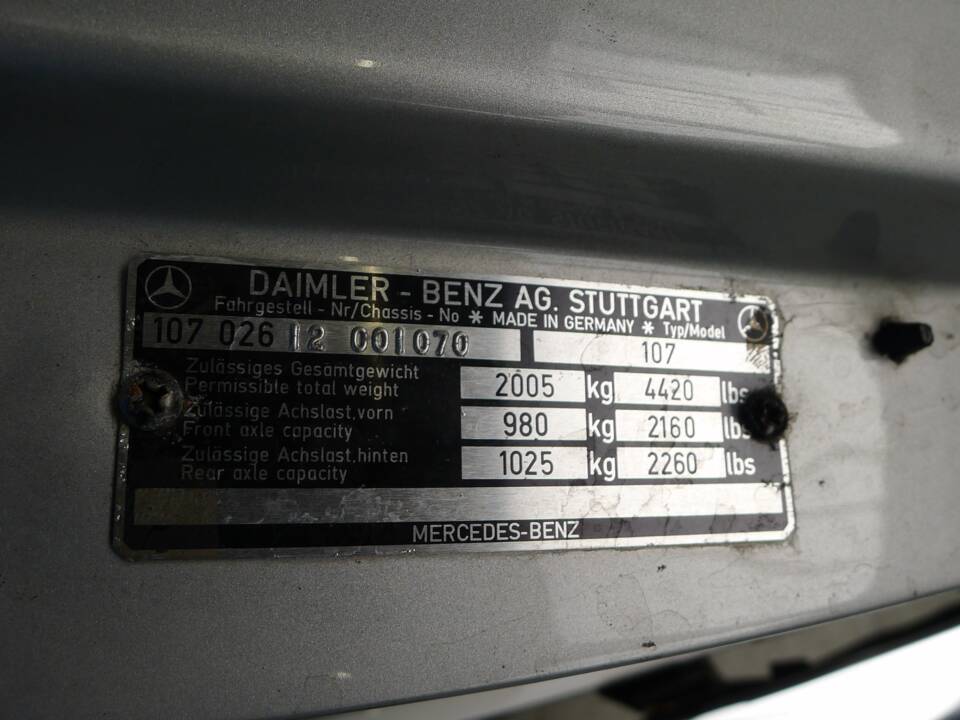 DAIMLER - BENZ AG. STUTTGART
Fahrgestell - Nr/Chassis - No * MADE IN GERMANY * Typ/Model
107 026 12 001070 107
Zulässiges Gesamtgewicht
Permissible total weight 2005 kg 4420 lbs
Zulässige Achslast,vorn
Front axle capacity 980 kg 2160 lbs
Zulässige Achslast,hinten
Rear axle capacity 1025 kg 2260 lbs
MERCEDES-BENZ